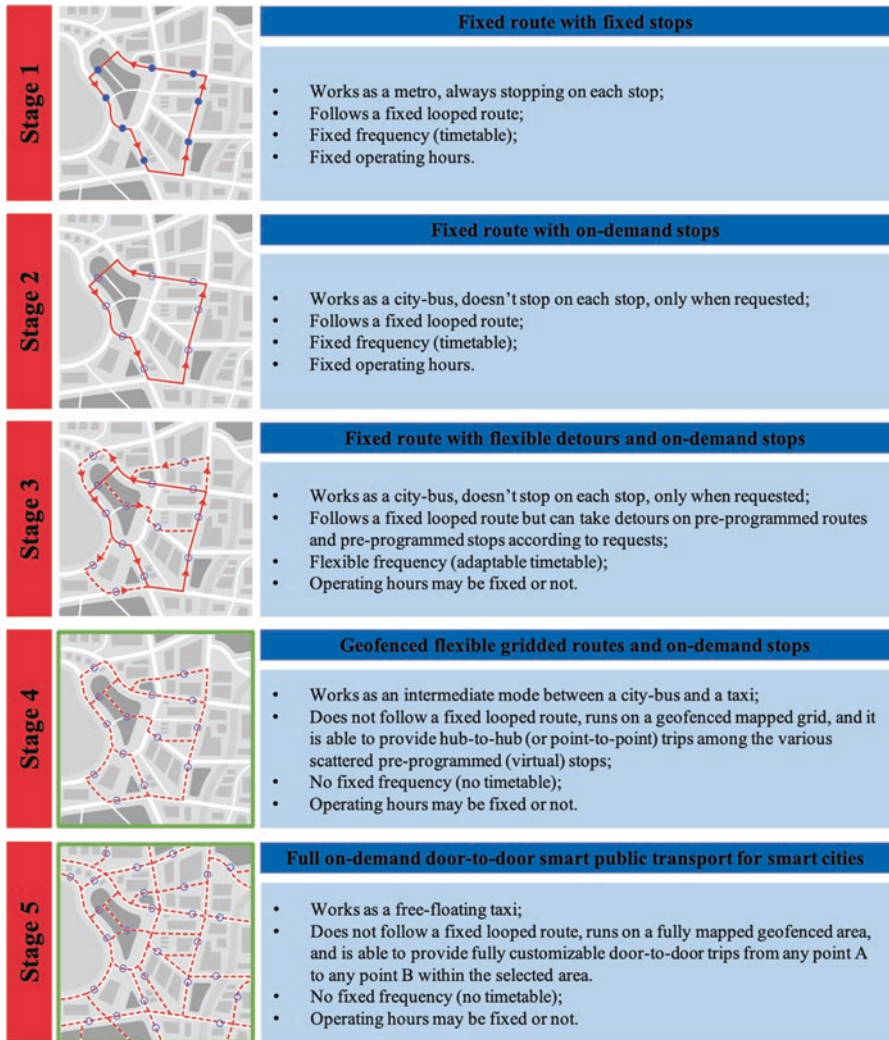 Stage 1
Fixed route with fixed stops
• Works as a metro, always stopping on each stop;
• Follows a fixed looped route;
• Fixed frequency (timetable);
• Fixed operating hours.
Stage 2
Fixed route with on-demand stops
• Works as a city-bus, doesn't stop on each stop, only when requested;
• Follows a fixed looped route;
• Fixed frequency (timetable);
• Fixed operating hours.
Stage 3
Fixed route with flexible detours and on-demand stops
• Works as a city-bus, doesn't stop on each stop, only when requested;
• Follows a fixed looped route but can take detours on pre-programmed routes
and pre-programmed stops according to requests;
• Flexible frequency (adaptable timetable);
• Operating hours may be fixed or not.
Stage 4
Geofenced flexible gridded routes and on-demand stops
• Works as an intermediate mode between a city-bus and a taxi;
• Does not follow a fixed looped route, runs on a geofenced mapped grid, and it
is able to provide hub-to-hub (or point-to-point) trips among the various
scattered pre-programmed (virtual) stops;
• No fixed frequency (no timetable);
• Operating hours may be fixed or not.
Stage 5
Full on-demand door-to-door smart public transport for smart cities
• Works as a free-floating taxi;
• Does not follow a fixed looped route, runs on a fully mapped geofenced area,
and is able to provide fully customizable door-to-door trips from any point A
to any point B within the selected area.
• No fixed frequency (no timetable);
• Operating hours may be fixed or not.